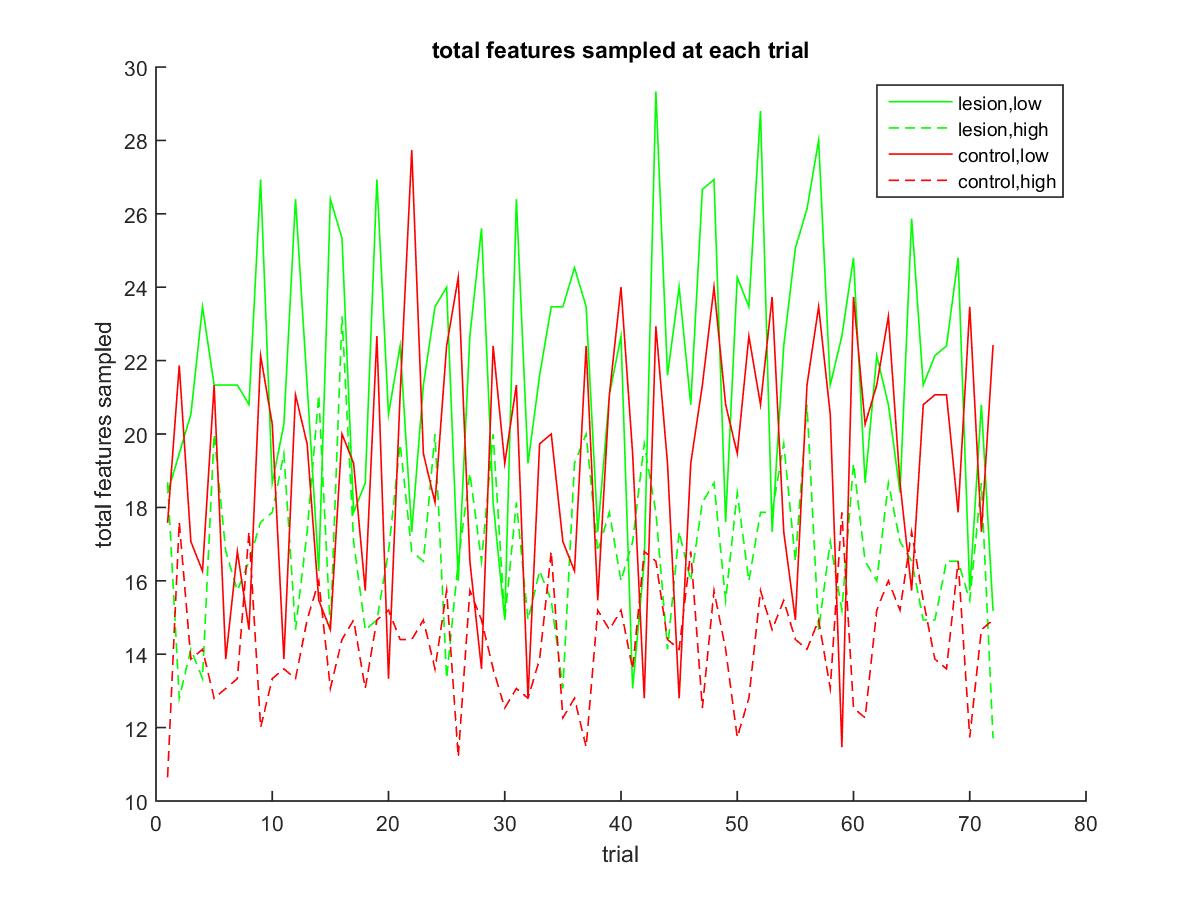 total features sampled at each trial
30
28
26
24
22
20
18
16
14
12
10
total features sampled
0 10 20 30 40 50 60 70 80
trial
lesion,low
lesion,high
control,low
control,high